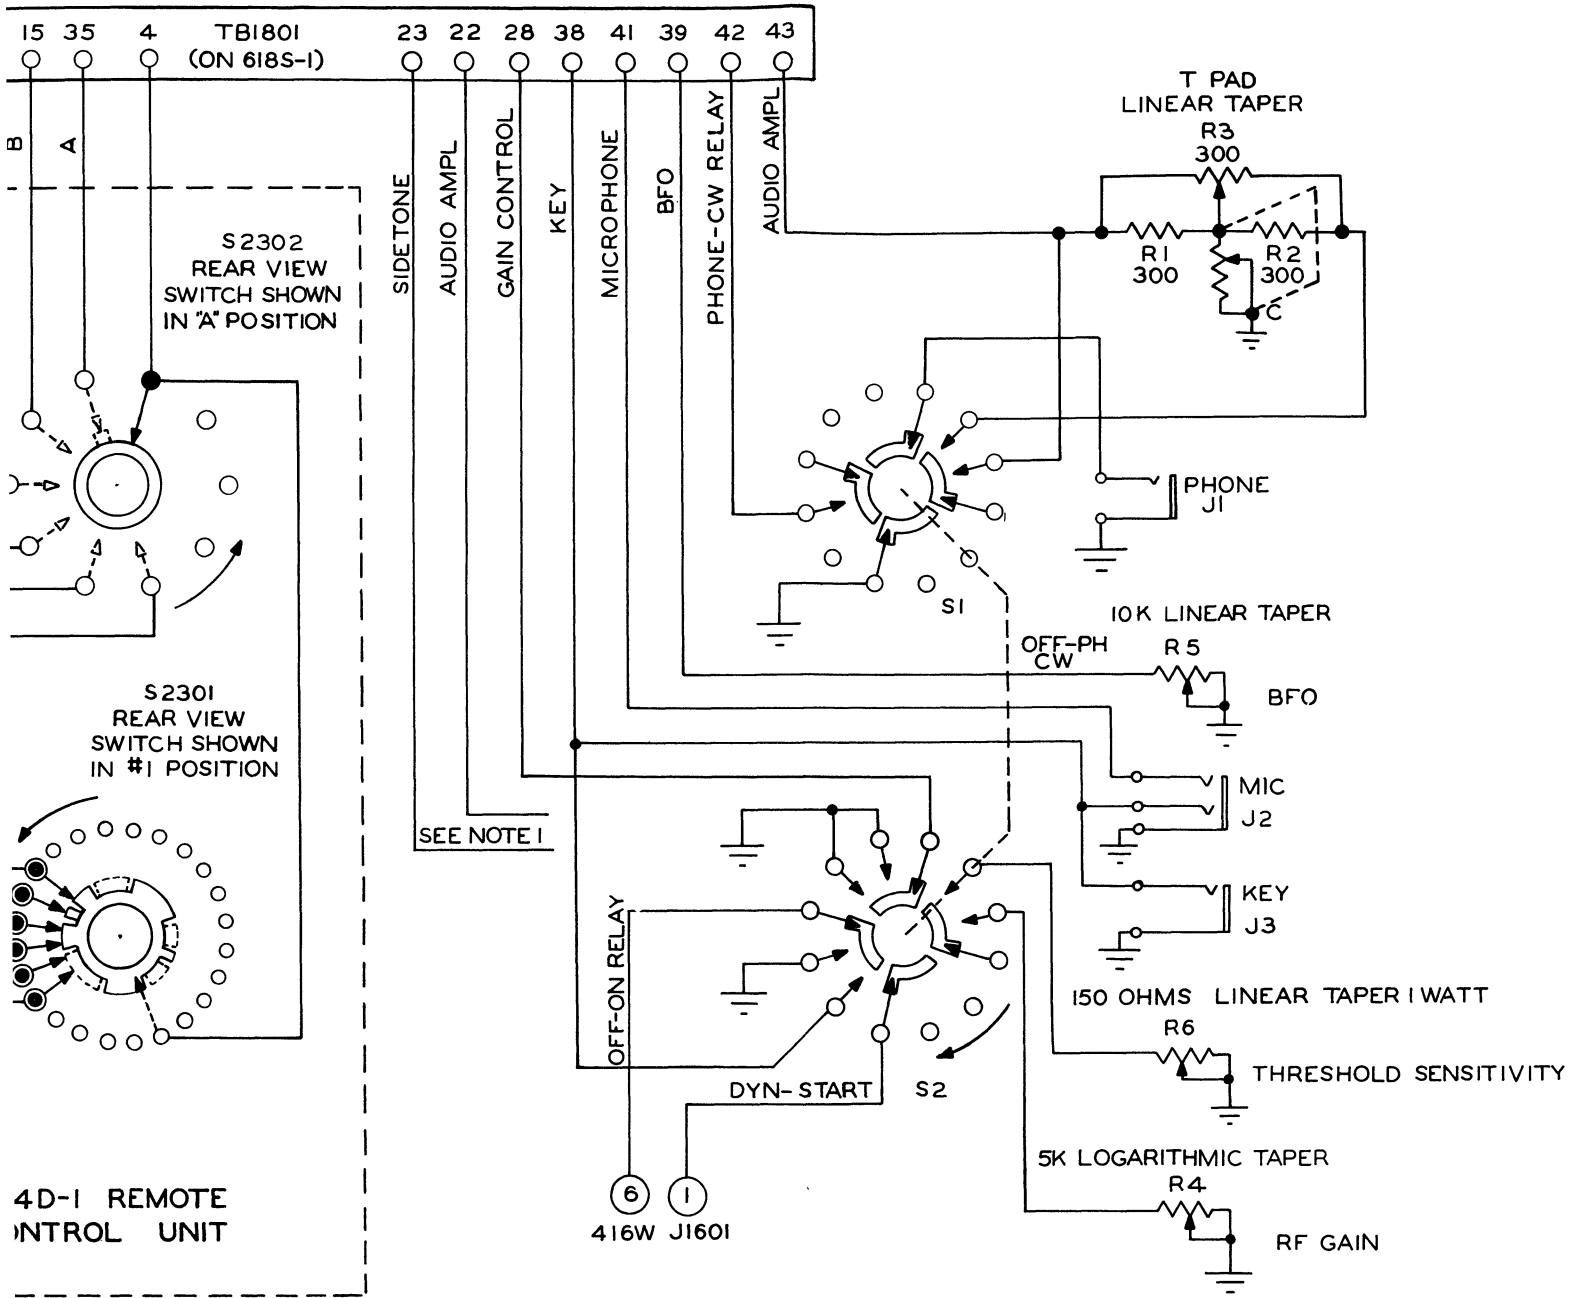 15 35 4 TB1801 23 22 28 38 41 39 42 43
(ON 618S-1)
B
A
SIDETONE
AUDIO AMPL
GAIN CONTROL
KEY
MICROPHONE
BFO
PHONE-CW RELAY
AUDIO AMPL
T PAD
LINEAR TAPER
R3
300
R1
300
R2
300
C
S2302
REAR VIEW
SWITCH SHOWN
IN "A" POSITION
PHONE
J1
S1
10K LINEAR TAPER
OFF-PH
CW
R5
BFO
S2301
REAR VIEW
SWITCH SHOWN
IN #1 POSITION
MIC
J2
SEE NOTE 1
KEY
J3
OFF-ON RELAY
150 OHMS LINEAR TAPER 1 WATT
R6
THRESHOLD SENSITIVITY
DYN-START
S2
5K LOGARITHMIC TAPER
R4
RF GAIN
4D-1 REMOTE
NTROL UNIT
6 1
416W J1601